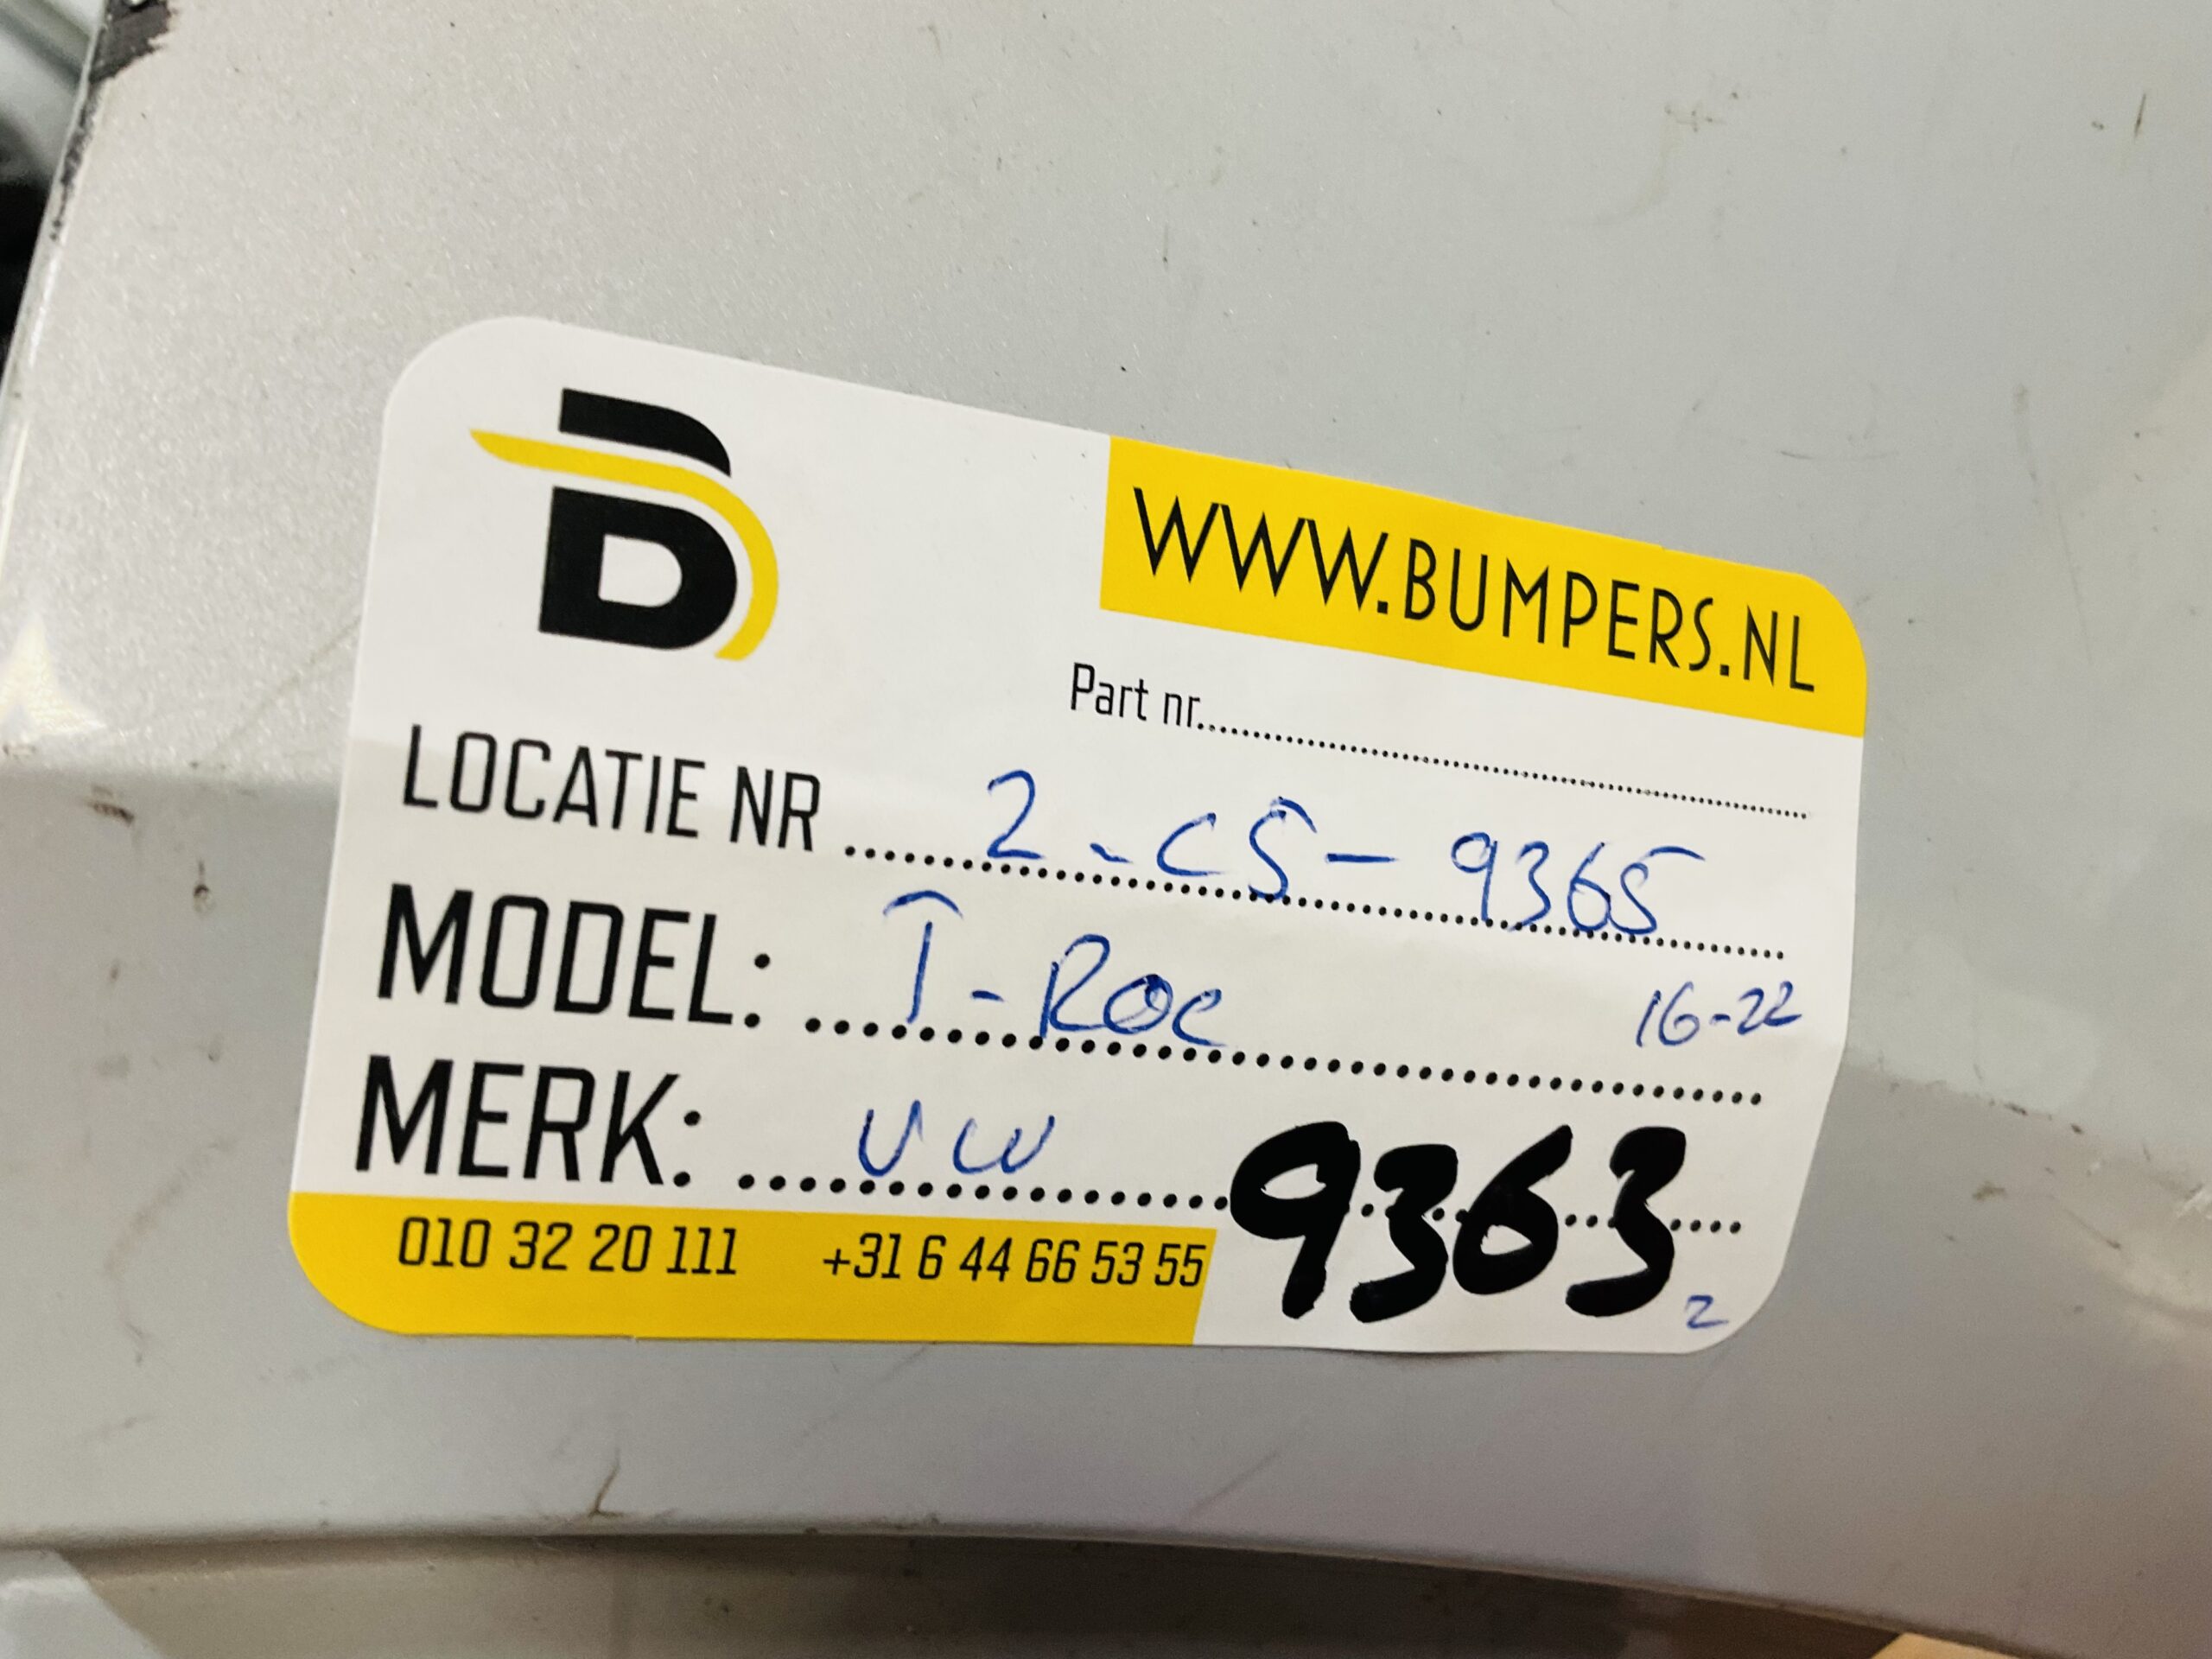 WWW.BUMPERS.NL
Part nr..........
LOCATIE NR .......... 2-CS-9365
MODEL: .......... T-ROC 16-22
MERK: .......... VW 9363
2
010 32 20 111 +31 6 44 66 53 55